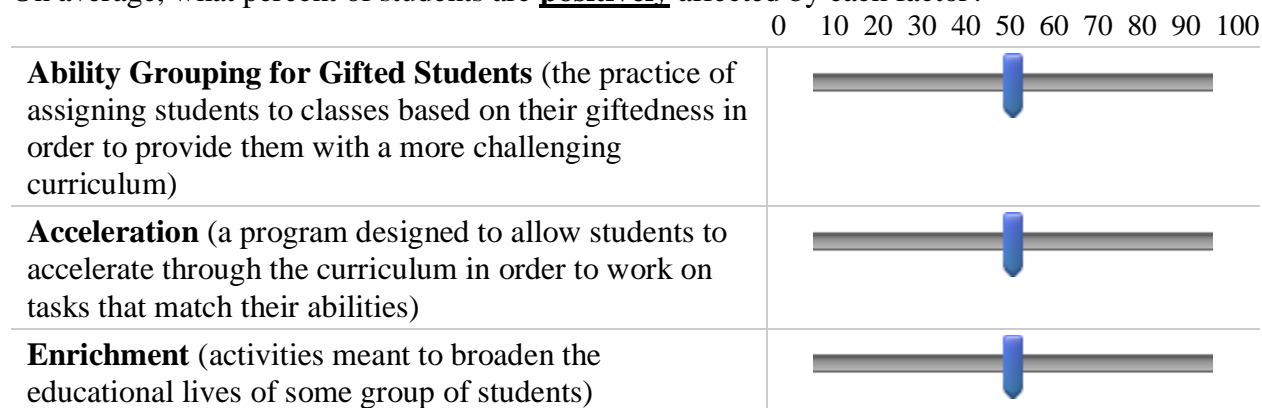 On average, what percent of students are positively affected by each factor?
0 10 20 30 40 50 60 70 80 90 100
Ability Grouping for Gifted Students (the practice of
assigning students to classes based on their giftedness in
order to provide them with a more challenging
curriculum)
Acceleration (a program designed to allow students to
accelerate through the curriculum in order to work on
tasks that match their abilities)
Enrichment (activities meant to broaden the
educational lives of some group of students)